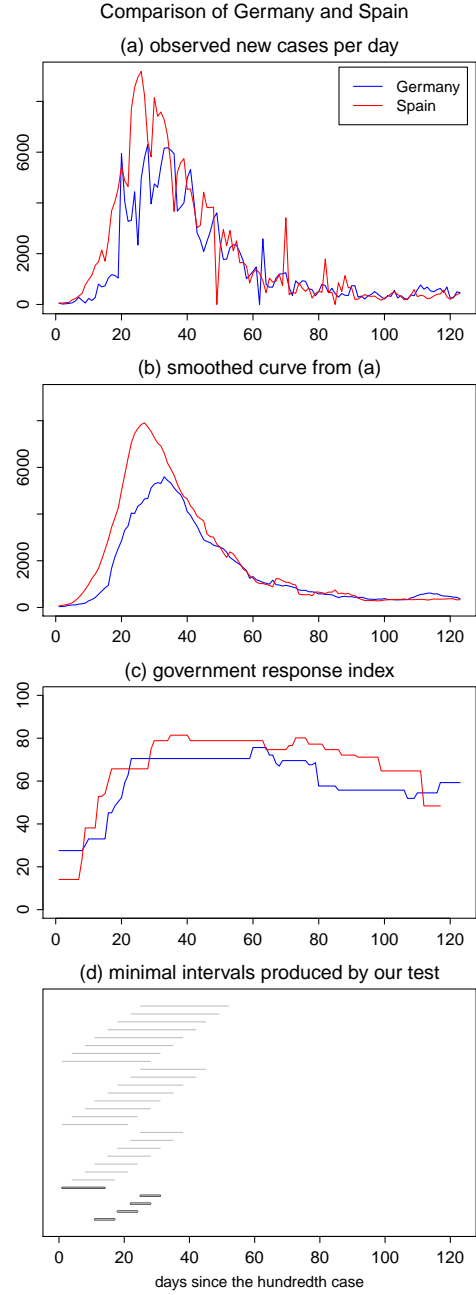 Comparison of Germany and Spain
(a) observed new cases per day
Germany
Spain
0 2000 6000
0 20 40 60 80 100 120
(b) smoothed curve from (a)
0 2000 6000
0 20 40 60 80 100 120
(c) government response index
0 20 40 60 80 100
0 20 40 60 80 100 120
(d) minimal intervals produced by our test
0 20 40 60 80 100 120
days since the hundredth case